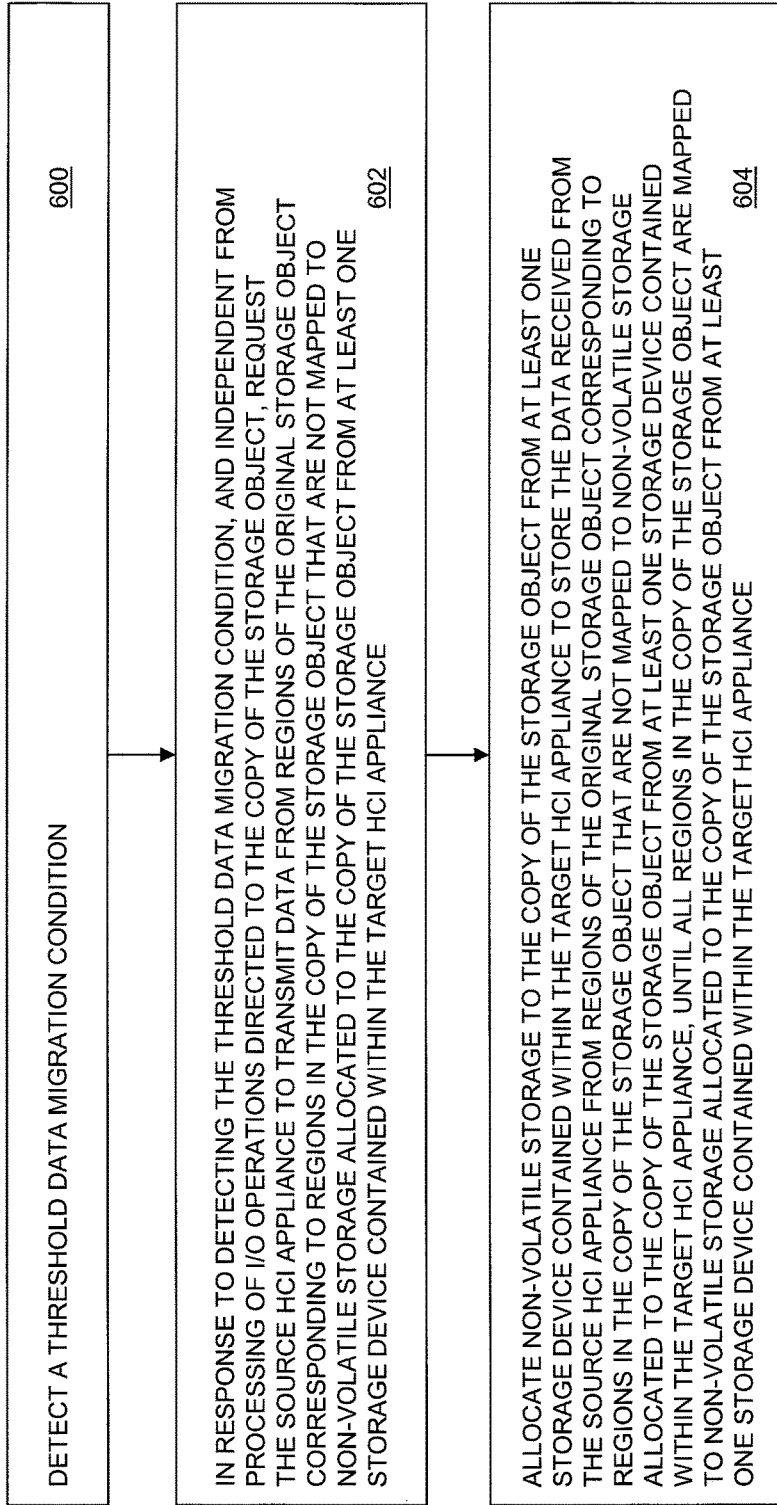 DETECT A THRESHOLD DATA MIGRATION CONDITION
600
IN RESPONSE TO DETECTING THE THRESHOLD DATA MIGRATION CONDITION, AND INDEPENDENT FROM
PROCESSING OF I/O OPERATIONS DIRECTED TO THE COPY OF THE STORAGE OBJECT, REQUEST
THE SOURCE HCI APPLIANCE TO TRANSMIT DATA FROM REGIONS OF THE ORIGINAL STORAGE OBJECT
CORRESPONDING TO REGIONS IN THE COPY OF THE STORAGE OBJECT THAT ARE NOT MAPPED TO
NON-VOLATILE STORAGE ALLOCATED TO THE COPY OF THE STORAGE OBJECT FROM AT LEAST ONE
STORAGE DEVICE CONTAINED WITHIN THE TARGET HCI APPLIANCE
602
ALLOCATE NON-VOLATILE STORAGE TO THE COPY OF THE STORAGE OBJECT FROM AT LEAST ONE
STORAGE DEVICE CONTAINED WITHIN THE TARGET HCI APPLIANCE TO STORE THE DATA RECEIVED FROM
THE SOURCE HCI APPLIANCE FROM REGIONS OF THE ORIGINAL STORAGE OBJECT CORRESPONDING TO
REGIONS IN THE COPY OF THE STORAGE OBJECT THAT ARE NOT MAPPED TO NON-VOLATILE STORAGE
ALLOCATED TO THE COPY OF THE STORAGE OBJECT FROM AT LEAST ONE STORAGE DEVICE CONTAINED
WITHIN THE TARGET HCI APPLIANCE, UNTIL ALL REGIONS IN THE COPY OF THE STORAGE OBJECT ARE MAPPED
TO NON-VOLATILE STORAGE ALLOCATED TO THE COPY OF THE STORAGE OBJECT FROM AT LEAST
ONE STORAGE DEVICE CONTAINED WITHIN THE TARGET HCI APPLIANCE
604